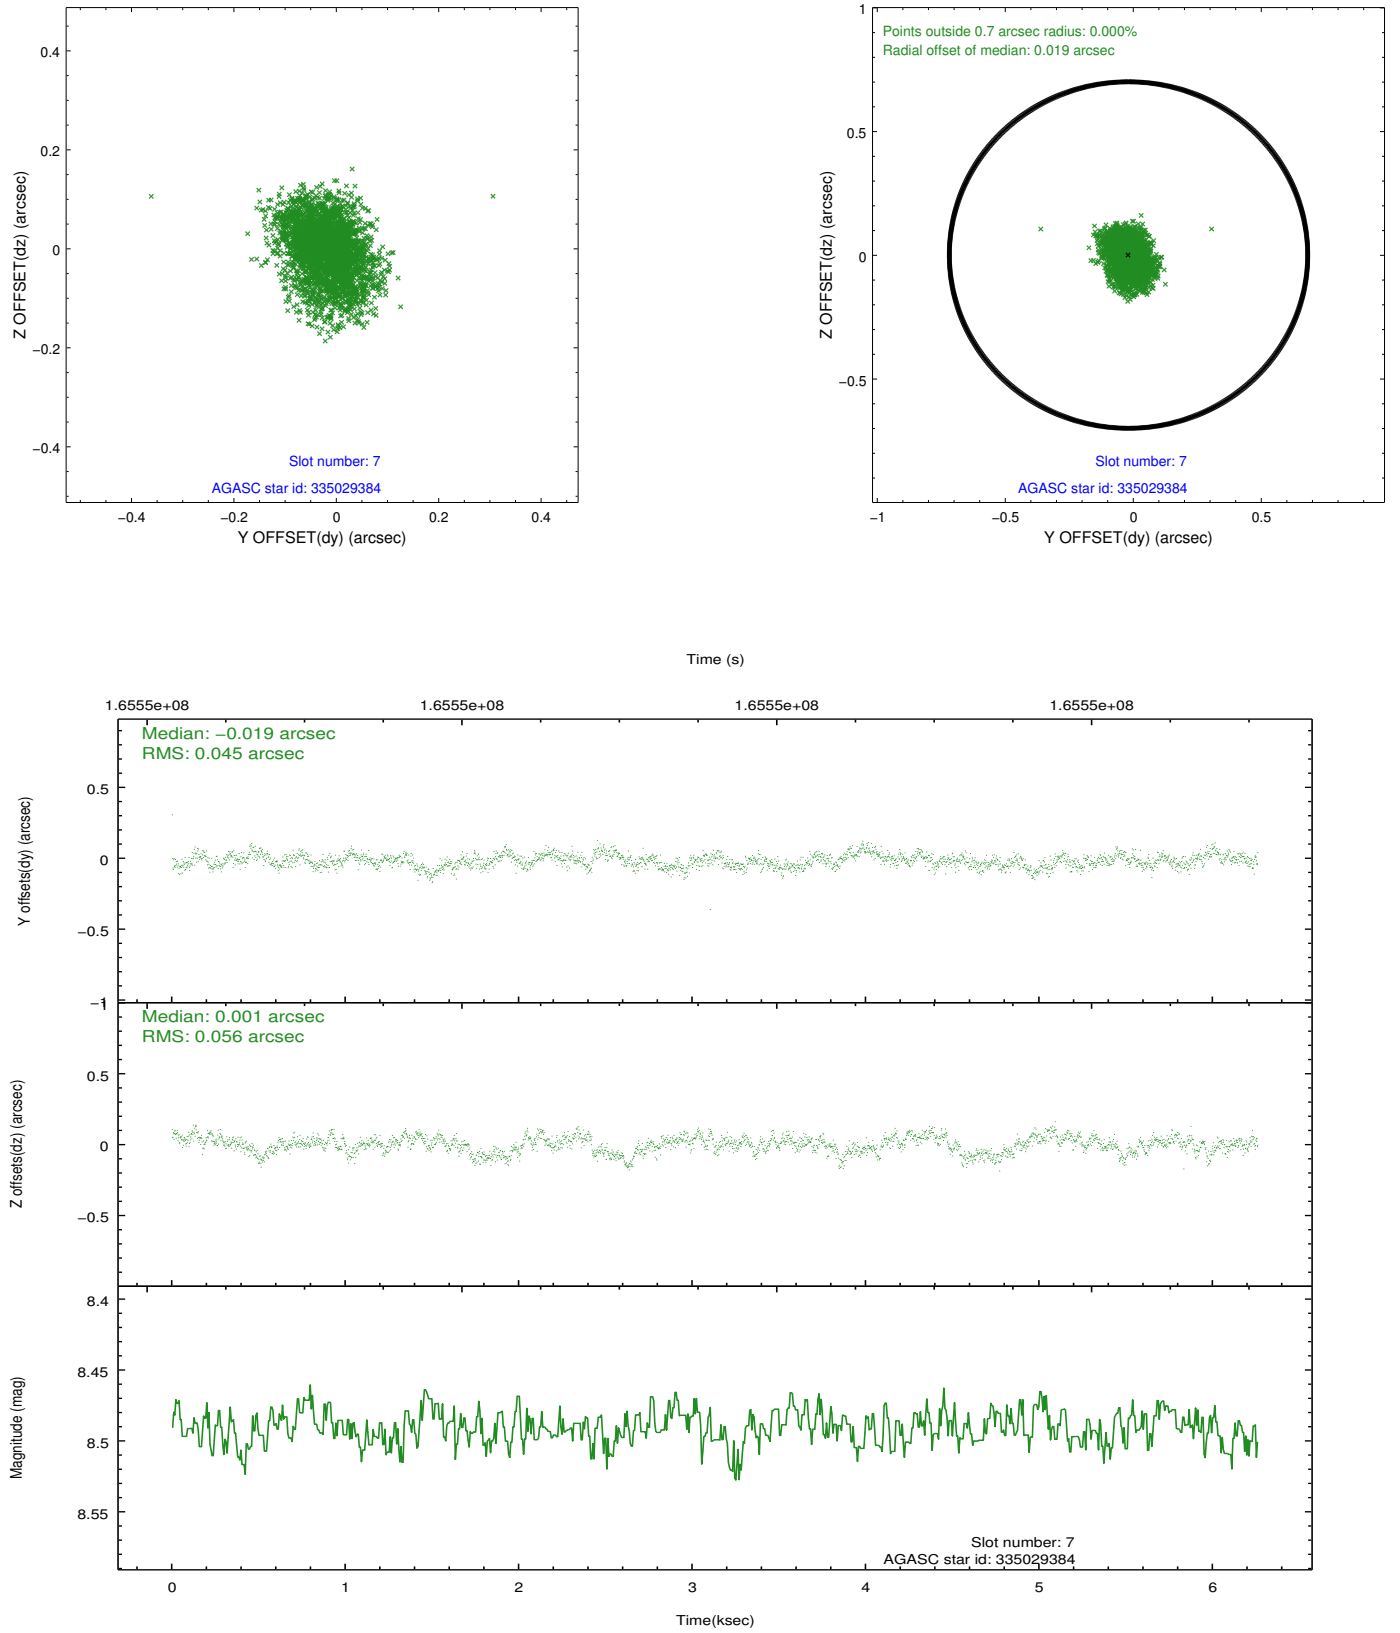 0.4
0.2
0
−0.2
−0.4
Z OFFSET(dz) (arcsec)
Slot number: 7
AGASC star id: 335029384
−0.4
−0.2
0
0.2
0.4
Y OFFSET(dy) (arcsec)
1
0.5
0
−0.5
Z OFFSET(dz) (arcsec)
Points outside 0.7 arcsec radius: 0.000%
Radial offset of median: 0.019 arcsec
Slot number: 7
AGASC star id: 335029384
−1
−0.5
0
0.5
Y OFFSET(dy) (arcsec)
Time (s)
1.6555e+08
1.6555e+08
1.6555e+08
1.6555e+08
Median: −0.019 arcsec
RMS: 0.045 arcsec
0.5
0
−0.5
−1
Y offsets(dy) (arcsec)
Median: 0.001 arcsec
RMS: 0.056 arcsec
1
0.5
0
−0.5
Z offsets(dz) (arcsec)
8.4
8.45
8.5
8.55
Magnitude (mag)
Slot number: 7
AGASC star id: 335029384
0
1
2
3
4
5
6
Time(ksec)